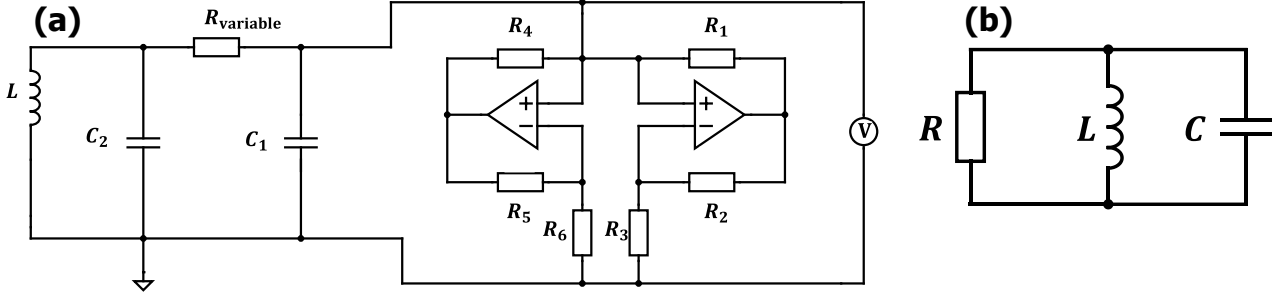 (a)
R_variable
L
C_2
C_1
R_4
R_1
+
−
+
−
R_5
R_2
R_6
R_3
V
(b)
R
L
C